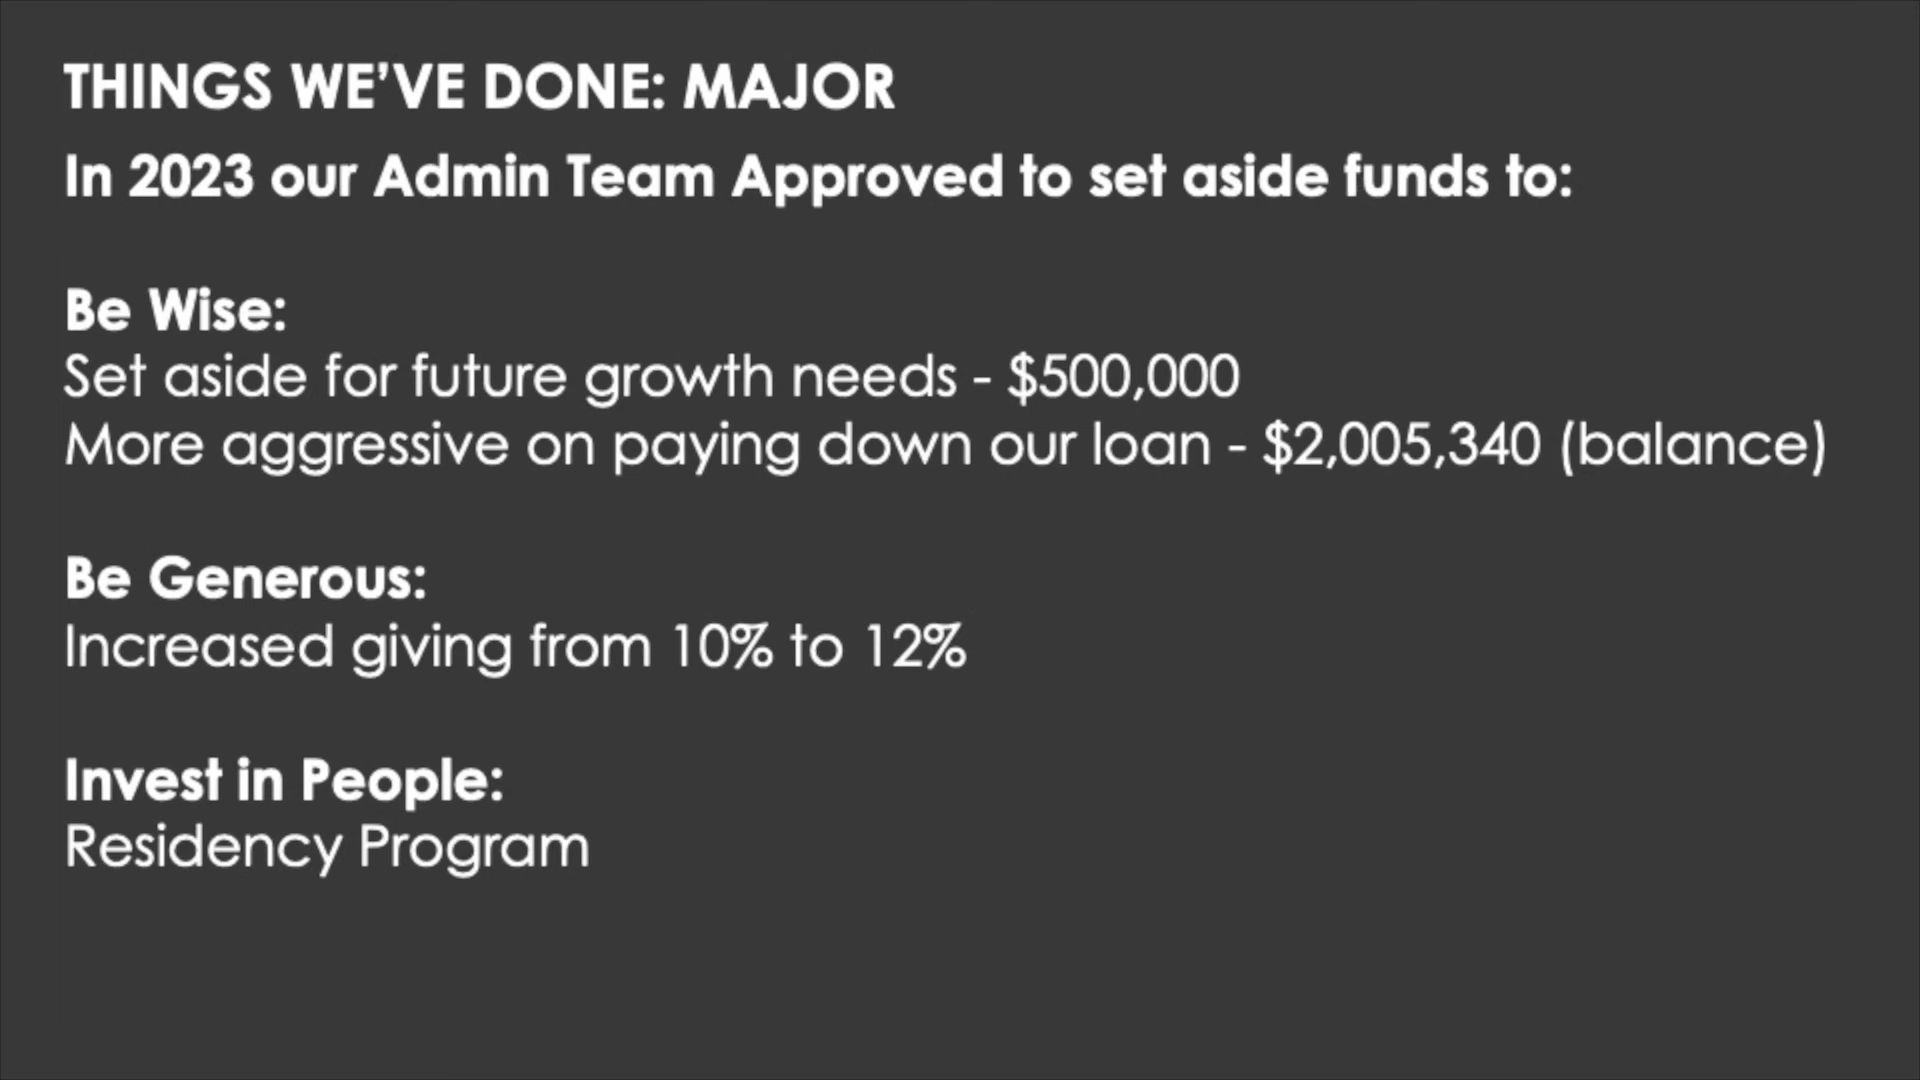 THINGS WE’VE DONE: MAJOR
In 2023 our Admin Team Approved to set aside funds to:
Be Wise:
Set aside for future growth needs - $500,000
More aggressive on paying down our loan - $2,005,340 (balance)
Be Generous:
Increased giving from 10% to 12%
Invest in People:
Residency Program